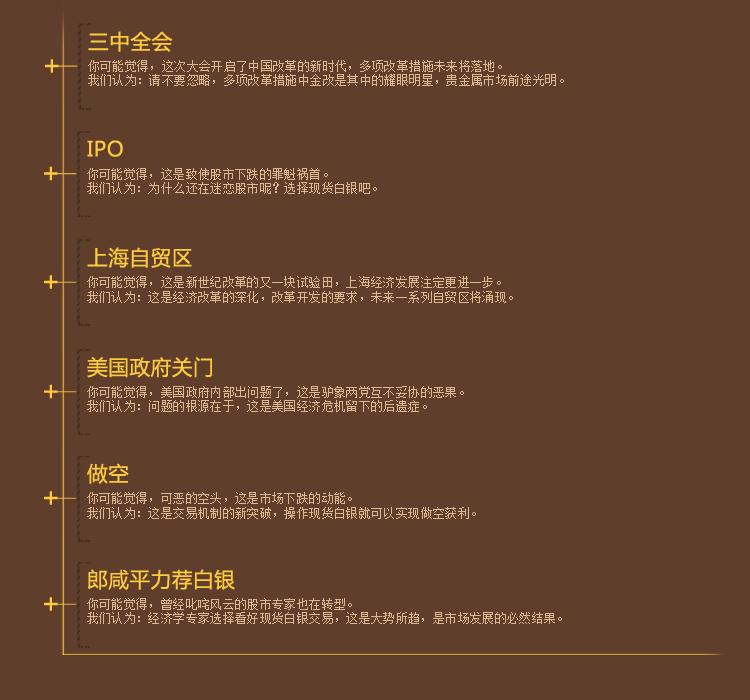 三中全会
你可能觉得，这次大会开启了中国改革的新时代，多项改革措施未来将落地。
我们认为：请不要忽略，多项改革措施中金改是其中的耀眼明星，贵金属市场前途光明。
IPO
你可能觉得，这是致使股市下跌的罪魁祸首。
我们认为：为什么还在迷恋股市呢？选择现货白银吧。
上海自贸区
你可能觉得，这是新世纪改革的又一块试验田，上海经济发展注定更进一步。
我们认为：这是经济改革的深化，改革开发的要求，未来一系列自贸区将涌现。
美国政府关门
你可能觉得，美国政府内部出问题了，这是驴象两党互不妥协的恶果。
我们认为：问题的根源在于，这是美国经济危机留下的后遗症。
做空
你可能觉得，可恶的空头，这是市场下跌的动能。
我们认为：这是交易机制的新突破，操作现货白银就可以实现做空获利。
郎咸平力荐白银
你可能觉得，曾经叱咤风云的股市专家也在转型。
我们认为：经济学专家选择看好现货白银交易，这是大势所趋，是市场发展的必然结果。